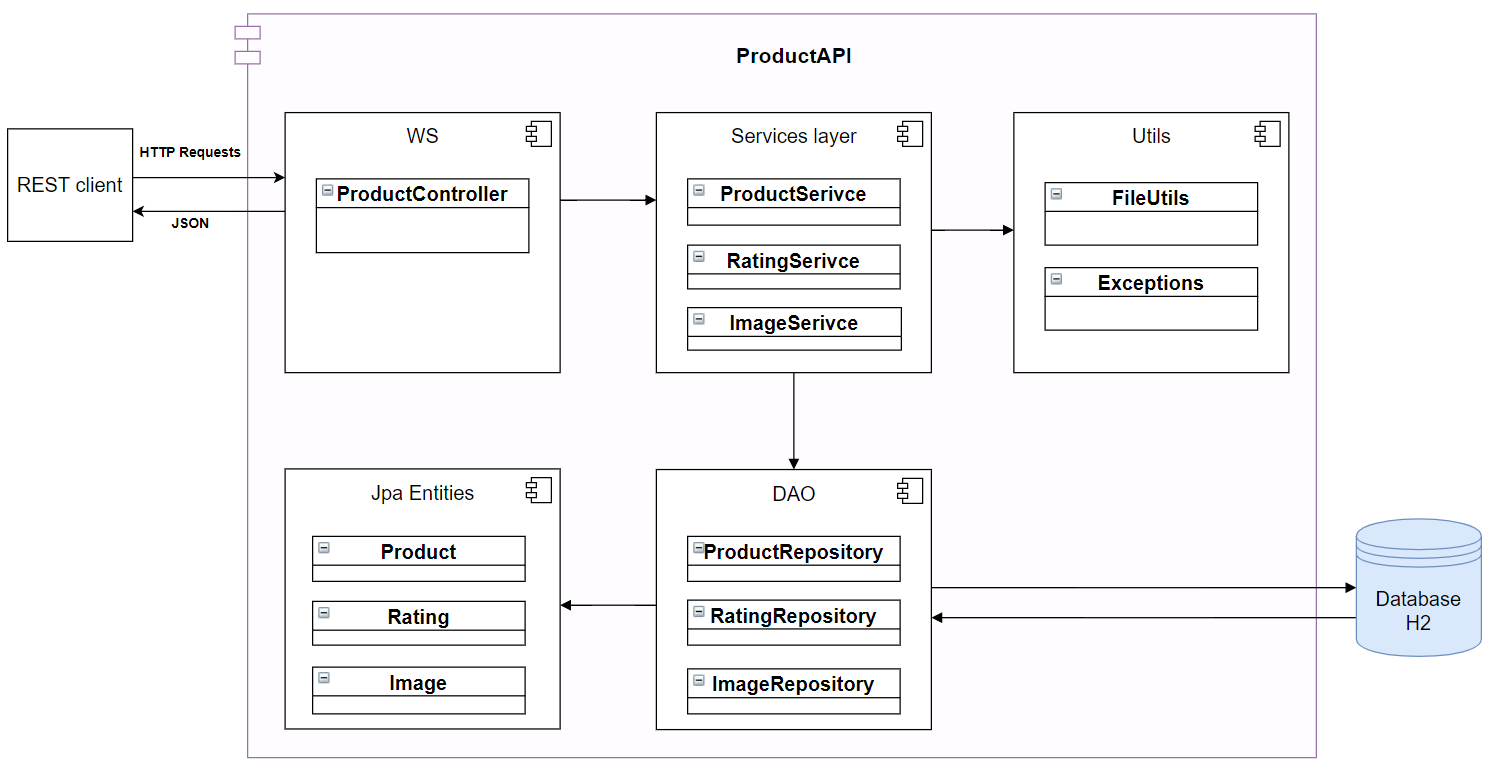 ProductAPI
REST client
HTTP Requests
JSON
WS
ProductController
Services layer
ProductSerivce
RatingSerivce
ImageSerivce
Utils
FileUtils
Exceptions
Jpa Entities
Product
Rating
Image
DAO
ProductRepository
RatingRepository
ImageRepository
Database
H2